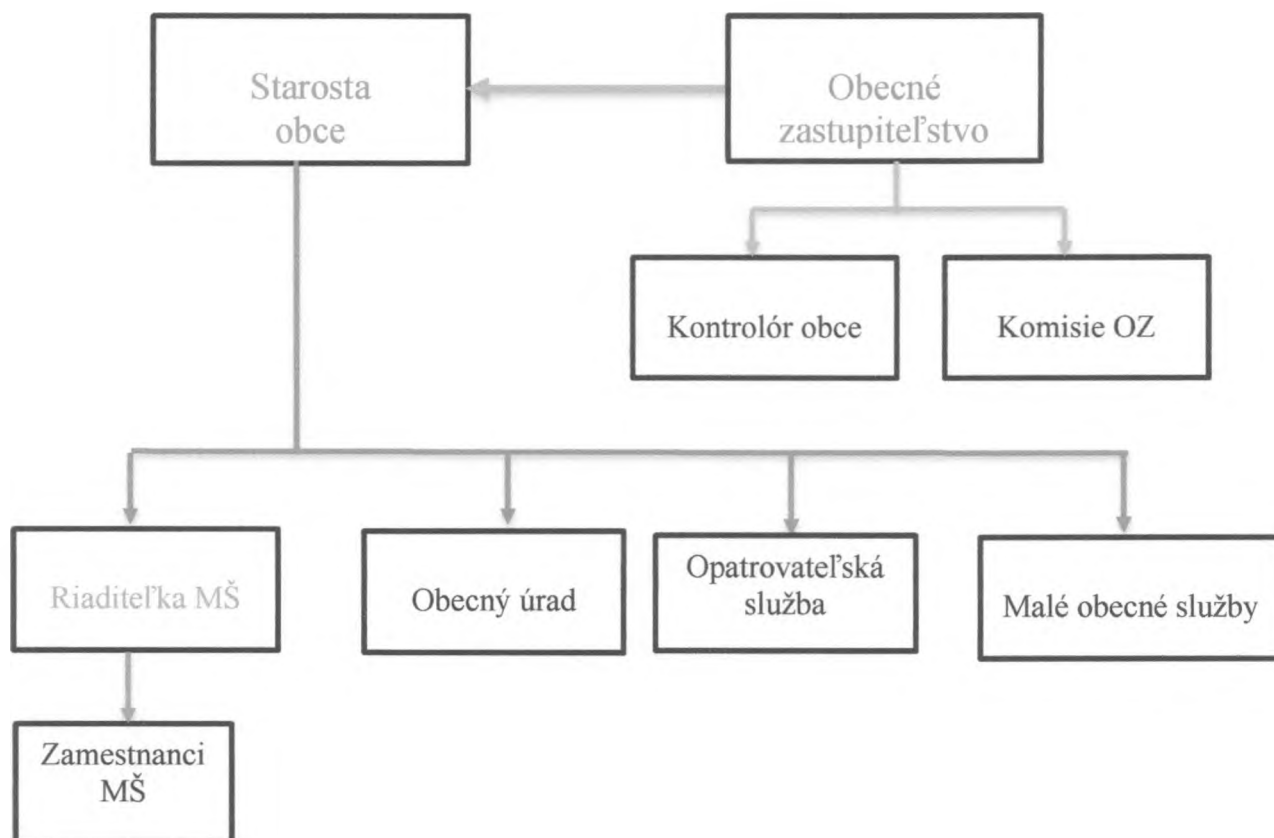 Starosta
obce
Obecné
zastupiteľstvo
Kontrolór obce
Komisie OZ
Riaditeľka MŠ
Obecný úrad
Opatrovateľská
služba
Malé obecné služby
Zamestnanci
MŠ